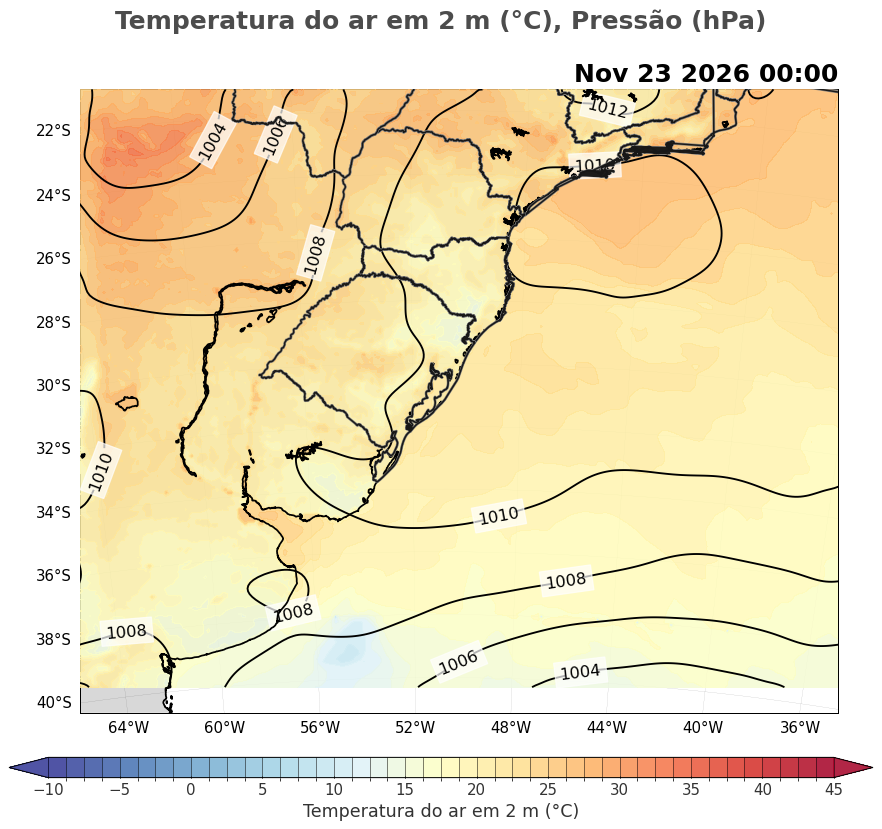 Temperatura do ar em 2 m (°C), Pressão (hPa)
Nov 23 2026 00:00
1012
1004
1006
1010
1008
1010
1010
1008
1008
1008
1006
1004
22°S
24°S
26°S
28°S
30°S
32°S
34°S
36°S
38°S
40°S
64°W 60°W 56°W 52°W 48°W 44°W 40°W 36°W
−10 −5 0 5 10 15 20 25 30 35 40 45
Temperatura do ar em 2 m (°C)